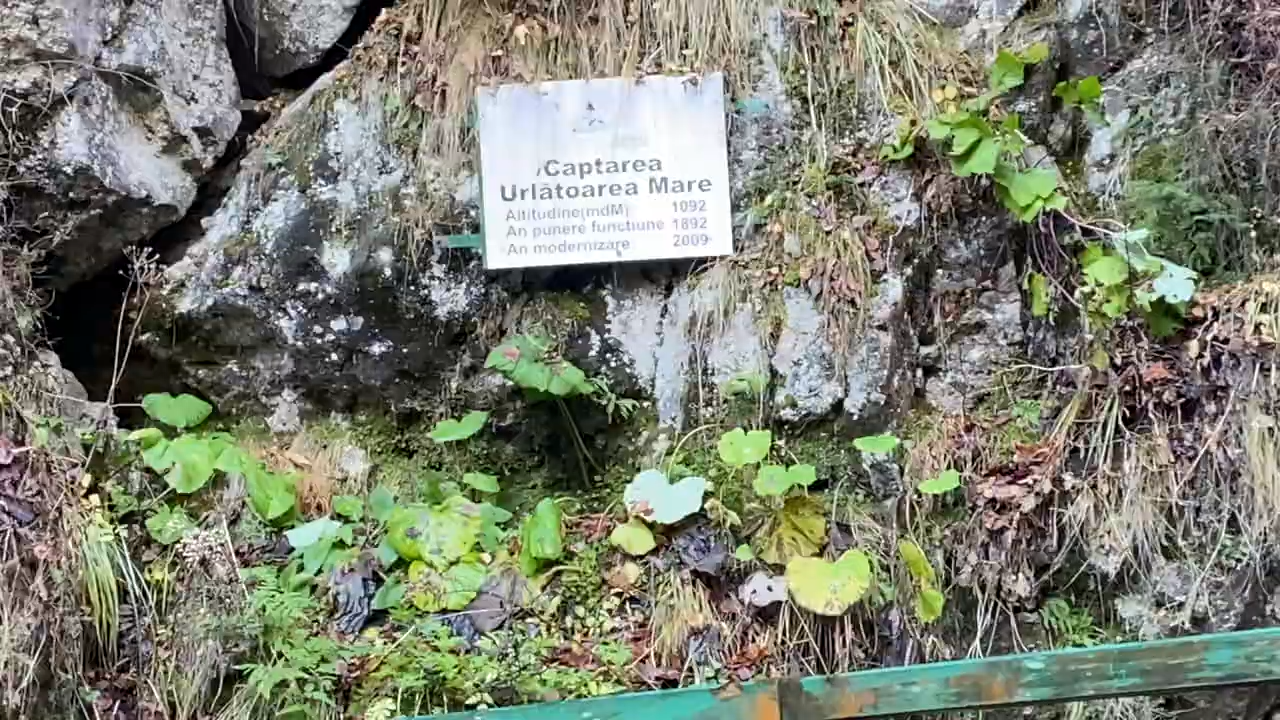 Captarea
Urlătoarea Mare
Altitudine(mdM) 1092
An punere functiune 1892
An modernizare 2009